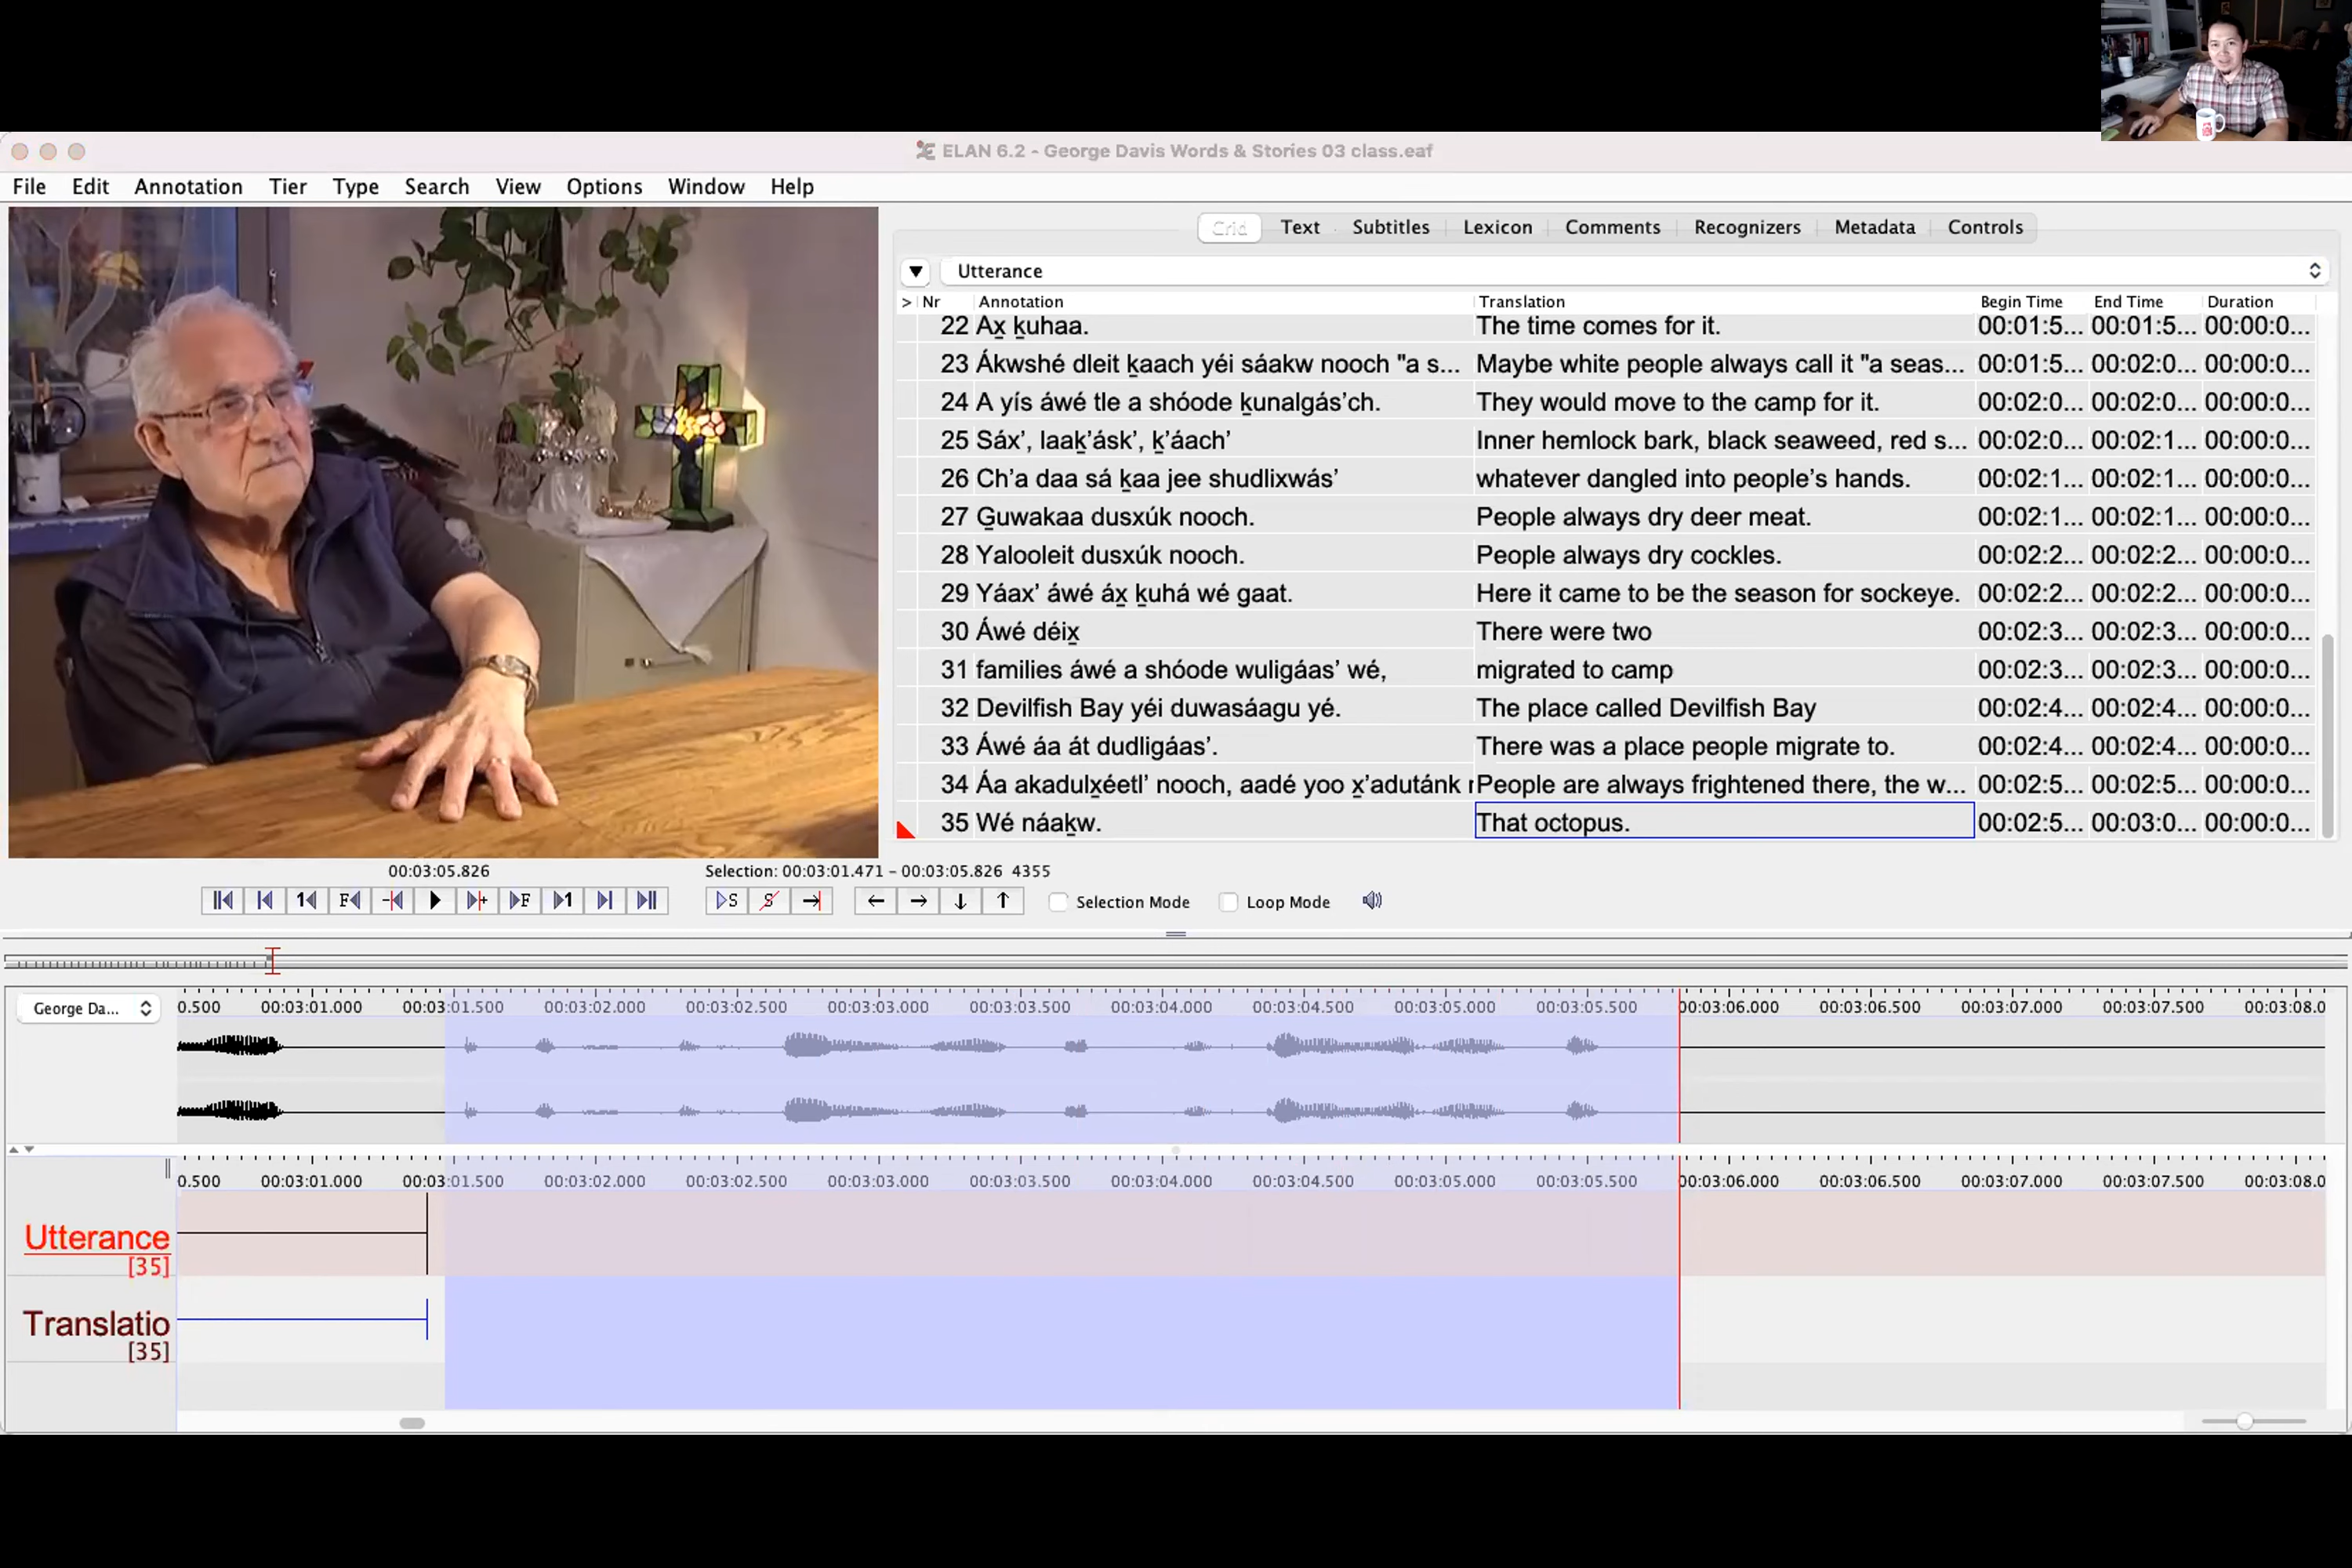 ELAN 6.2 - George Davis Words & Stories 03 class.eaf
File Edit Annotation Tier Type Search View Options Window Help
Grid Text Subtitles Lexicon Comments Recognizers Metadata Controls
Utterance
> Nr Annotation Translation Begin Time End Time Duration
22 Ax̱ ḵuhaa. The time comes for it. 00:01:5... 00:01:5... 00:00:0...
23 Ákwshé dleit ḵaach yéi sáakw nooch "a s... Maybe white people always call it "a seas... 00:01:5... 00:02:0... 00:00:0...
24 A yís áwé tle a shóode ḵunalgás’ch. They would move to the camp for it. 00:02:0... 00:02:0... 00:00:0...
25 Sáx’, laaḵ’ásk’, ḵ’áach’ Inner hemlock bark, black seaweed, red s... 00:02:0... 00:02:1... 00:00:0...
26 Ch’a daa sá ḵaa jee shudlixwás’ whatever dangled into people’s hands. 00:02:1... 00:02:1... 00:00:0...
27 G̱uwakaa dusxúk nooch. People always dry deer meat. 00:02:1... 00:02:1... 00:00:0...
28 Yalooleit dusxúk nooch. People always dry cockles. 00:02:2... 00:02:2... 00:00:0...
29 Yáax’ áwé áx̱ ḵuhá wé gaat. Here it came to be the season for sockeye. 00:02:2... 00:02:2... 00:00:0...
30 Áwé déix̱ There were two 00:02:3... 00:02:3... 00:00:0...
31 families áwé a shóode wuligáas’ wé, migrated to camp 00:02:3... 00:02:3... 00:00:0...
32 Devilfish Bay yéi duwasáagu yé. The place called Devilfish Bay 00:02:4... 00:02:4... 00:00:0...
33 Áwé áa át dudligáas’. There was a place people migrate to. 00:02:4... 00:02:4... 00:00:0...
34 Áa akadulx̱éetl’ nooch, aadé yoo x̱’adutánk People are always frightened there, the w... 00:02:5... 00:02:5... 00:00:0...
35 Wé náaḵw. That octopus. 00:02:5... 00:03:0... 00:00:0...
00:03:05.826 Selection: 00:03:01.471 - 00:03:05.826 4355
1 F + F 1 S S Selection Mode Loop Mode
George Da... 0.500 00:03:01.000 00:03:01.500 00:03:02.000 00:03:02.500 00:03:03.000 00:03:03.500 00:03:04.000 00:03:04.500 00:03:05.000 00:03:05.500 00:03:06.000 00:03:06.500 00:03:07.000 00:03:07.500 00:03:08.0
0.500 00:03:01.000 00:03:01.500 00:03:02.000 00:03:02.500 00:03:03.000 00:03:03.500 00:03:04.000 00:03:04.500 00:03:05.000 00:03:05.500 00:03:06.000 00:03:06.500 00:03:07.000 00:03:07.500 00:03:08.0
Utterance
[35]
Translatio
[35]